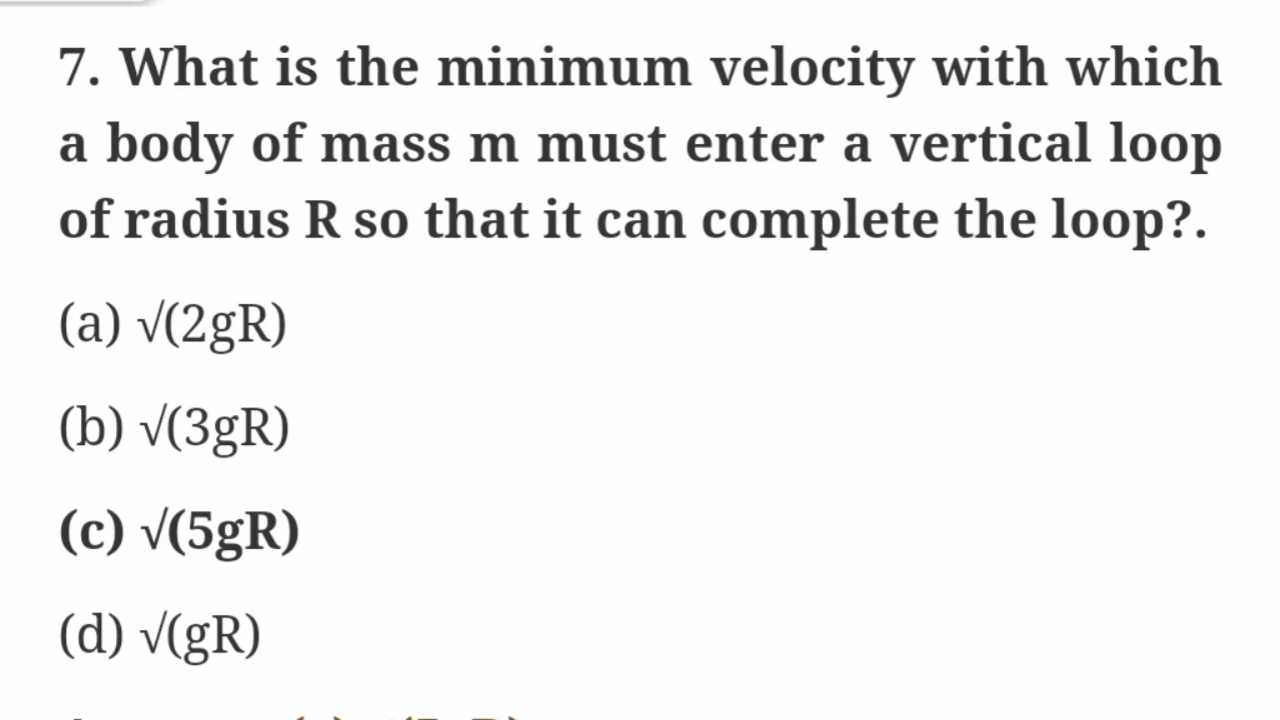 7. What is the minimum velocity with which
a body of mass m must enter a vertical loop
of radius R so that it can complete the loop?.
(a) √(2gR)
(b) √(3gR)
(c) √(5gR)
(d) √(gR)